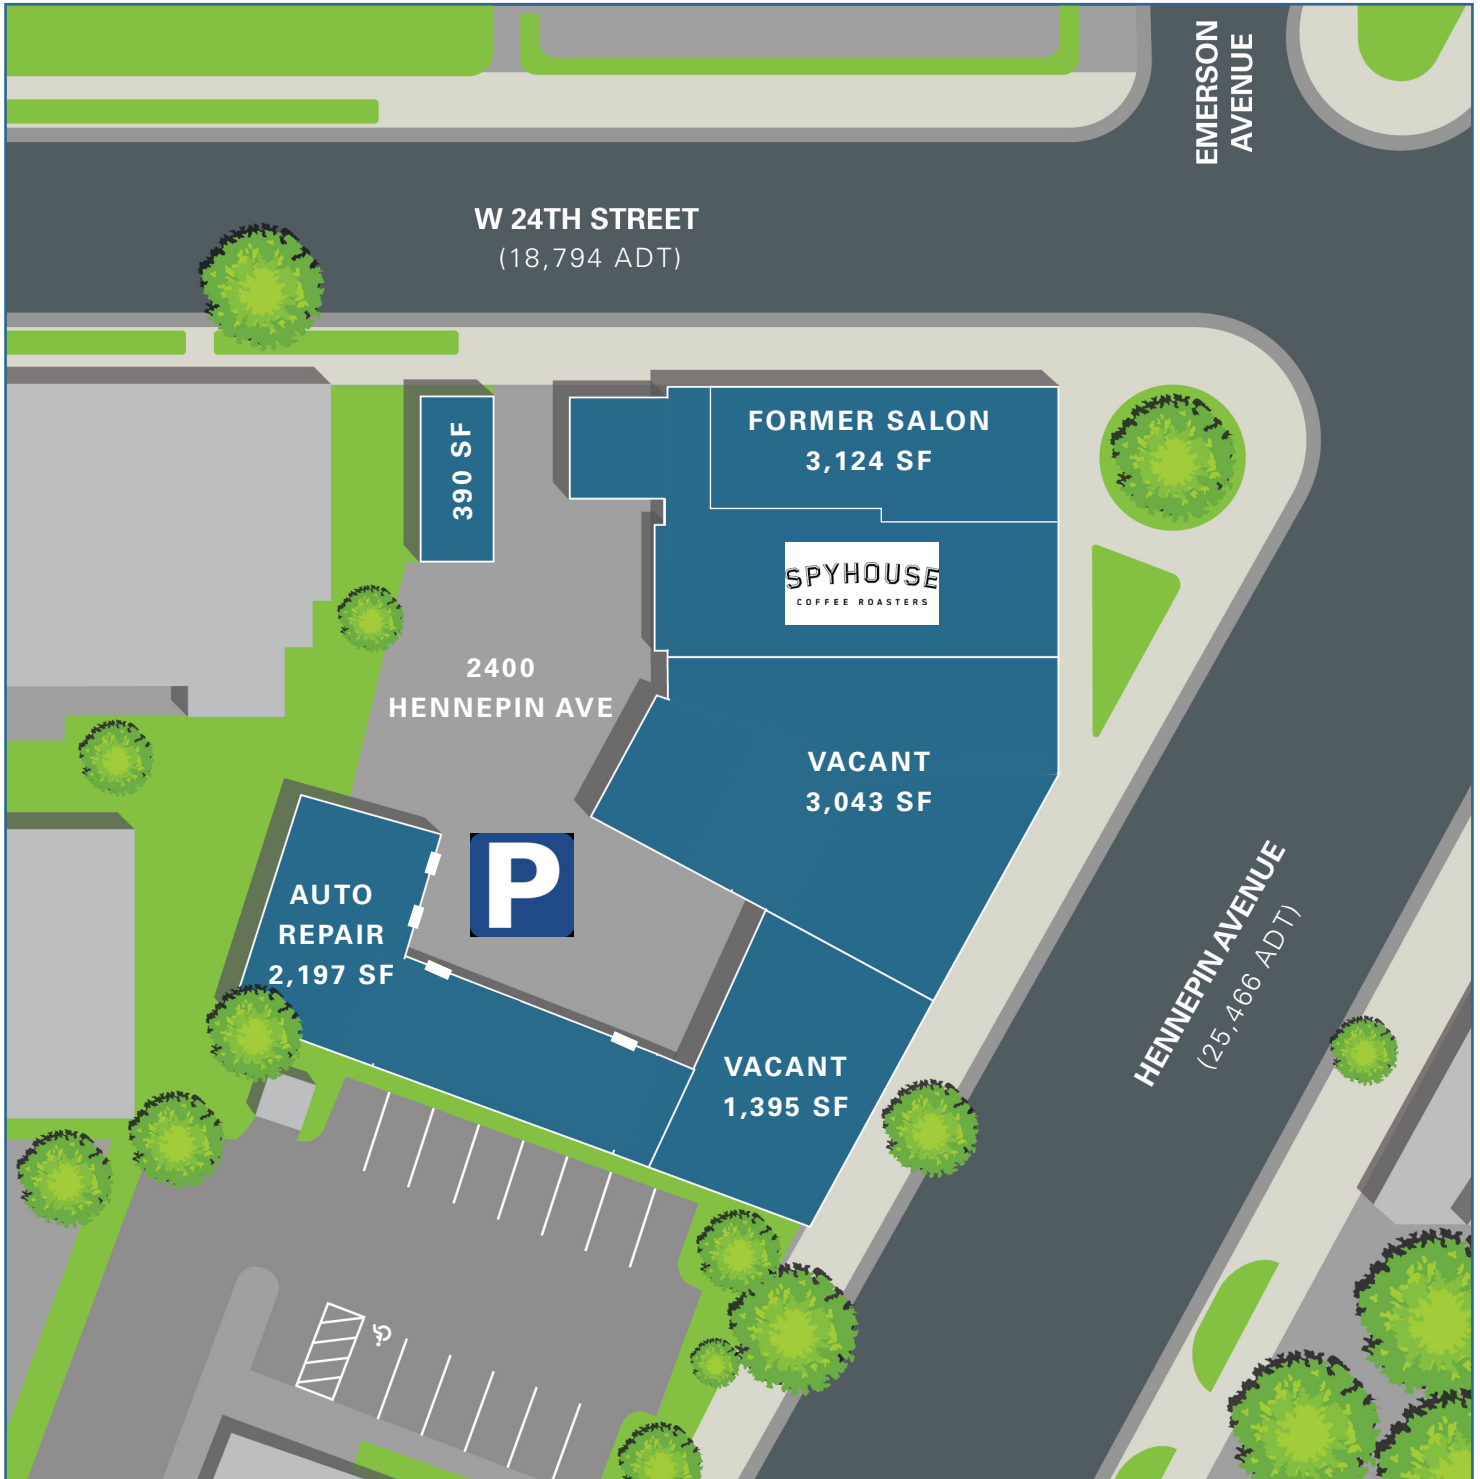 EMERSON
AVENUE
W 24TH STREET
(18,794 ADT)
FORMER SALON
3,124 SF
390 SF
SPYHOUSE
COFFEE ROASTERS
2400
HENNEPIN AVE
VACANT
3,043 SF
P
AUTO
REPAIR
2,197 SF
HENNEPIN AVENUE
(25,466 ADT)
VACANT
1,395 SF